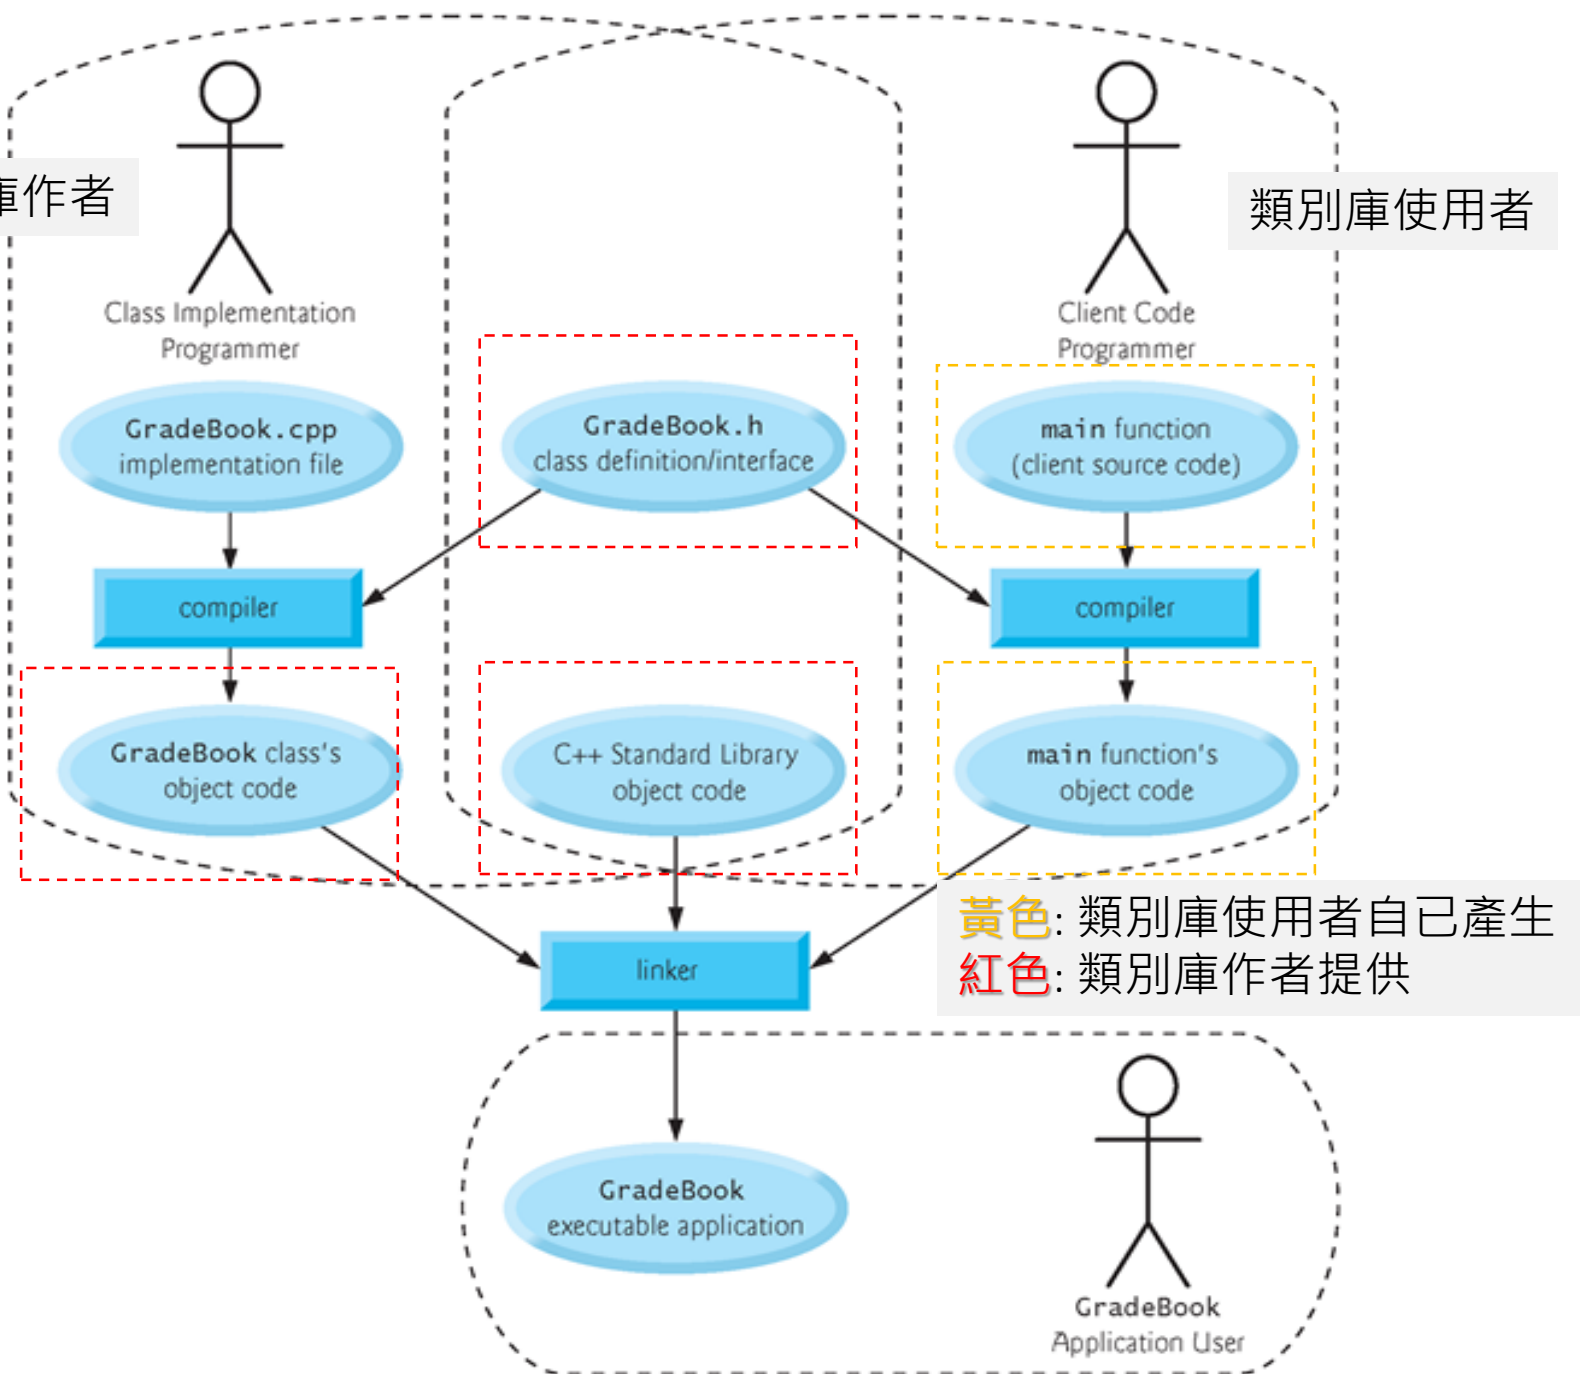 庫作者
類別庫使用者
Class Implementation
Programmer
Client Code
Programmer
GradeBook.cpp
implementation file
GradeBook.h
class definition/interface
main function
(client source code)
compiler
compiler
GradeBook class's
object code
C++ Standard Library
object code
main function's
object code
黃色: 類別庫使用者自已產生
紅色: 類別庫作者提供
linker
GradeBook
executable application
GradeBook
Application User